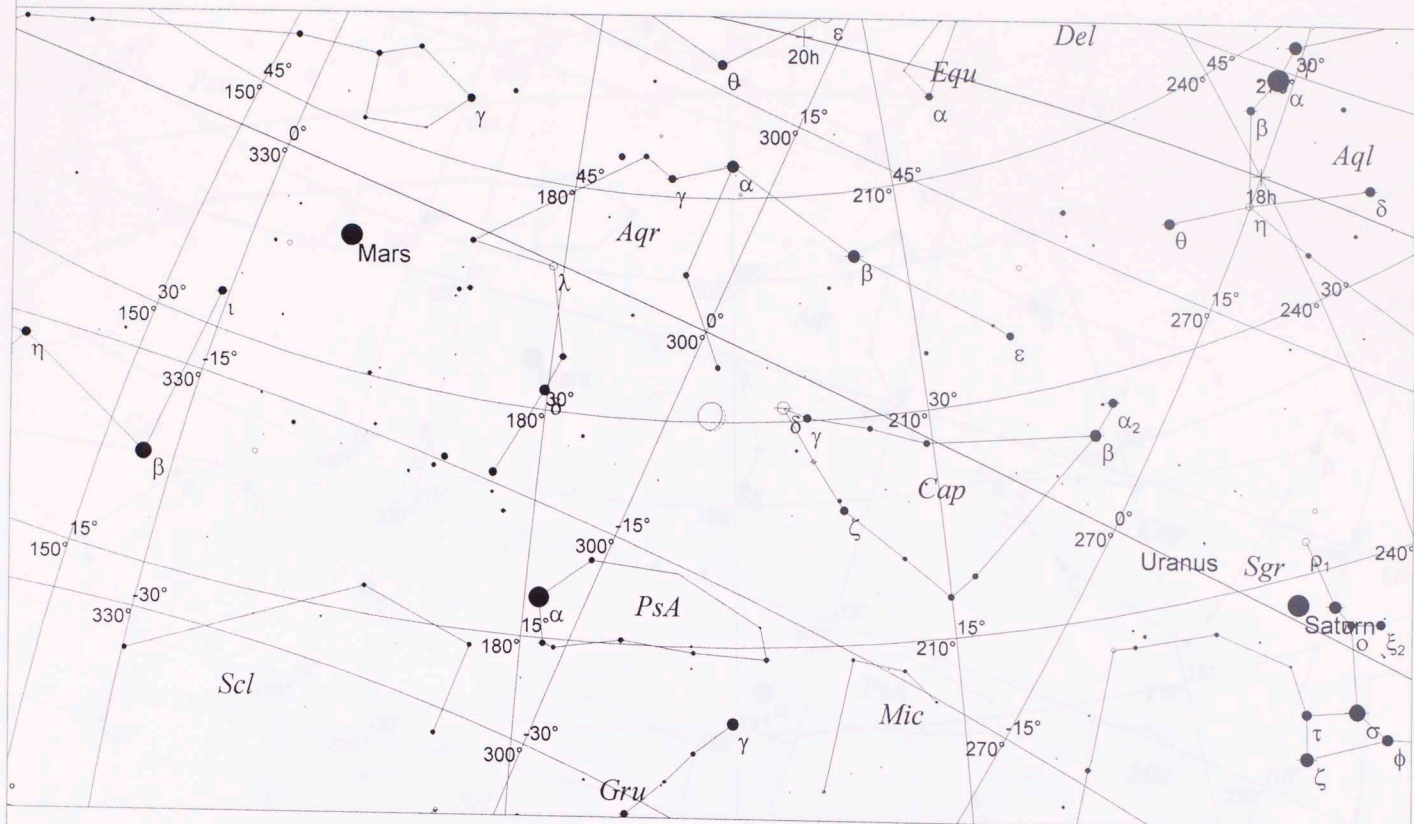 ε
Del
20h
θ
Equ
45°
30°
45°
150°
240°
α
γ
15°
α
β
0°
300°
330°
Aql
45°
α
45°
180°
γ
210°
18h
δ
Aqr
θ
η
Mars
β
λ
30°
ι
15°
30°
150°
240°
0°
270°
η
300°
ε
-15°
330°
30°
δ
30°
210°
α₂
180°
δ
γ
β
β
Cap
ζ
-15°
0°
15°
300°
270°
240°
150°
Uranus
Sgr
ρ₁
-30°
α
PsA
330°
15°
Saturn
180°
15°
ο
ξ₂
210°
Scl
Mic
γ
-15°
τ
σ
-30°
270°
φ
300°
ζ
Gru